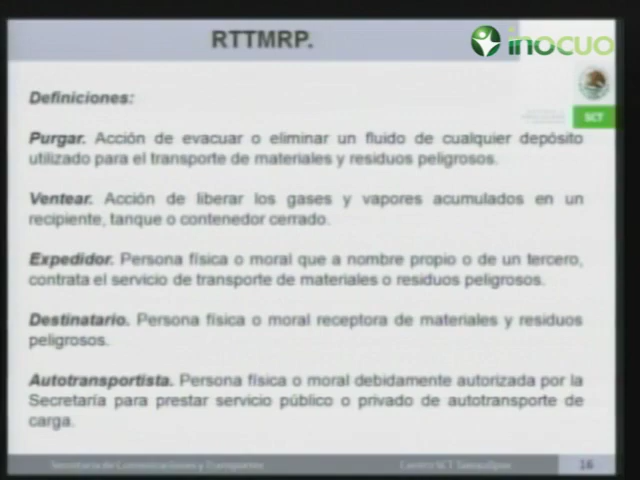 RTTMRP.
inocuo
Definiciones:
SCT
Purgar. Acción de evacuar o eliminar un fluido de cualquier depósito
utilizado para el transporte de materiales y residuos peligrosos.
Ventear. Acción de liberar los gases y vapores acumulados en un
recipiente, tanque o contenedor cerrado.
Expedidor. Persona física o moral que a nombre propio o de un tercero,
contrata el servicio de transporte de materiales o residuos peligrosos.
Destinatario. Persona física o moral receptora de materiales y residuos
peligrosos.
Autotransportista. Persona física o moral debidamente autorizada por la
Secretaría para prestar servicio público o privado de autotransporte de
carga.
Secretaría de Comunicaciones y Transportes
Centro SCT Tamaulipas
16